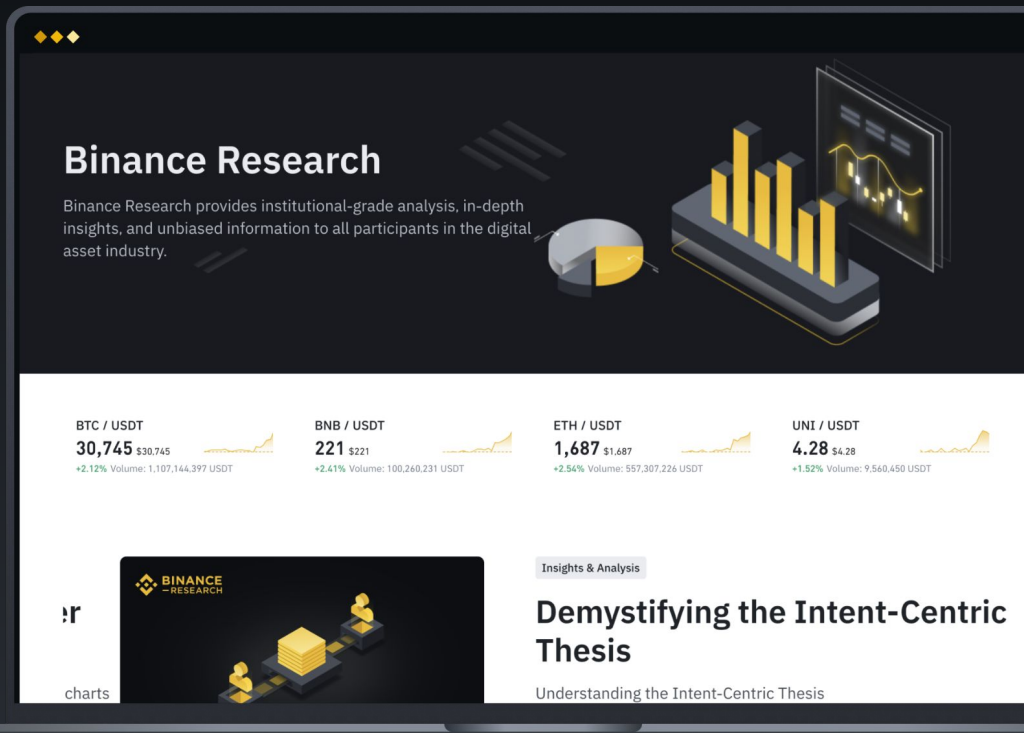 Binance Research
Binance Research provides institutional-grade analysis, in-depth
insights, and unbiased information to all participants in the digital
asset industry.
BTC / USDT
30,745 $30,745
+2.12% Volume: 1,107,144,397 USDT
BNB / USDT
221 $221
+2.41% Volume: 100,260,231 USDT
ETH / USDT
1,687 $1,687
+2.54% Volume: 557,307,226 USDT
UNI / USDT
4.28 $4.28
+1.52% Volume: 9,560,450 USDT
charts
BINANCE
RESEARCH
Insights & Analysis
Demystifying the Intent-Centric
Thesis
Understanding the Intent-Centric Thesis